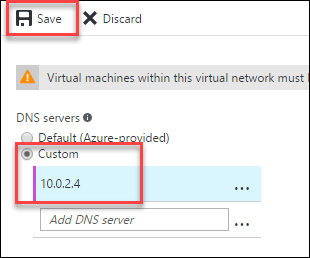 Save Discard
Virtual machines within this virtual network must
DNS servers
Default (Azure-provided)
Custom
10.0.2.4 ...
Add DNS server ...